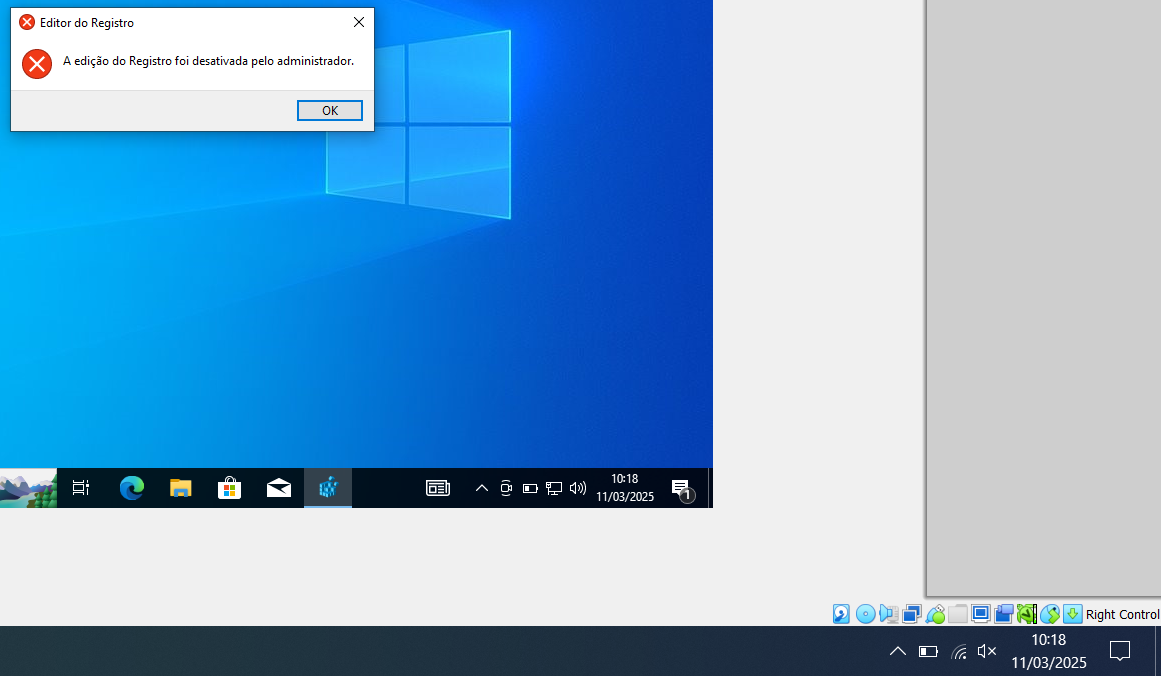 Editor do Registro
A edição do Registro foi desativada pelo administrador.
OK
10:18
11/03/2025
1
Right Control
10:18
11/03/2025